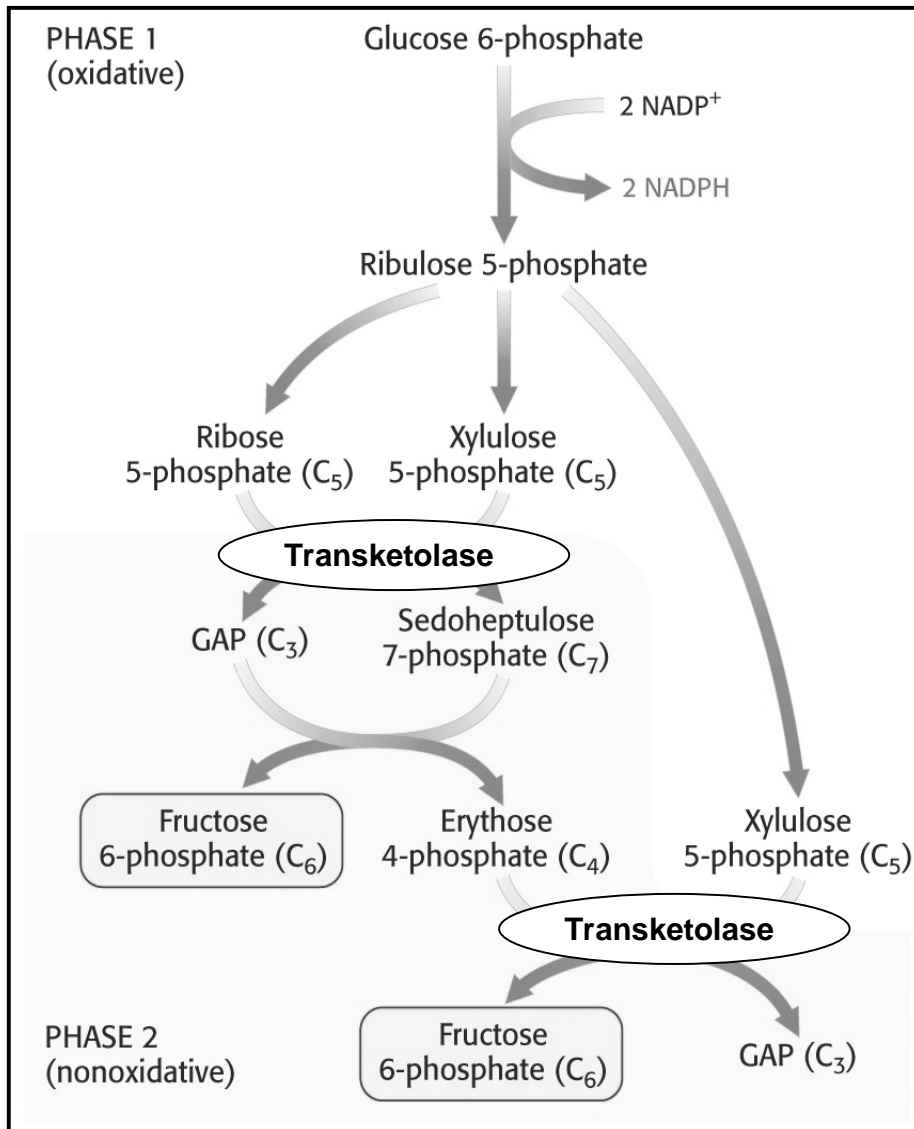 PHASE 1
(oxidative)
Glucose 6-phosphate
2 NADP⁺
2 NADPH
Ribulose 5-phosphate
Ribose
5-phosphate (C₅)
Xylulose
5-phosphate (C₅)
Transketolase
GAP (C₃)
Sedoheptulose
7-phosphate (C₇)
Fructose
6-phosphate (C₆)
Erythose
4-phosphate (C₄)
Xylulose
5-phosphate (C₅)
Transketolase
PHASE 2
(nonoxidative)
Fructose
6-phosphate (C₆)
GAP (C₃)